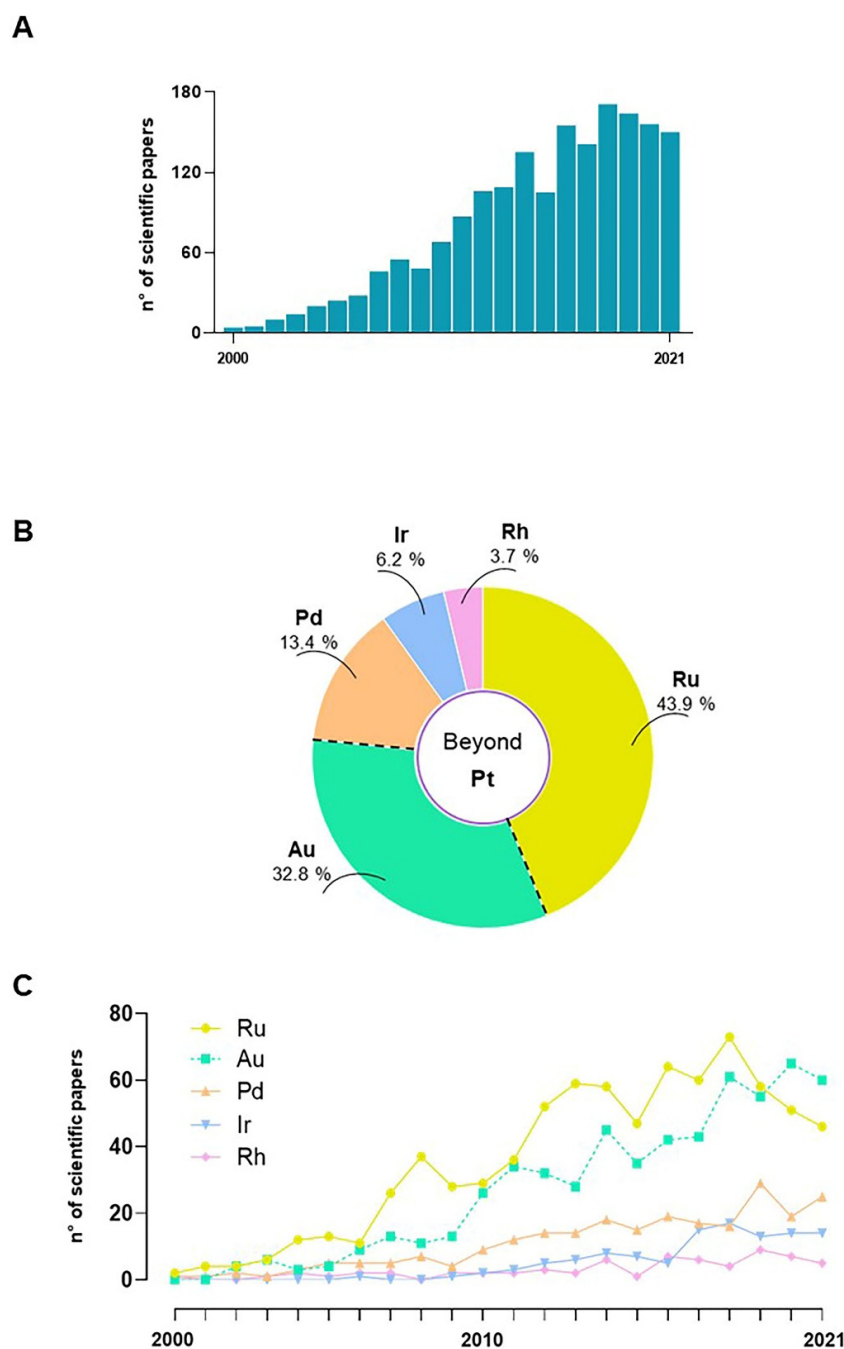 A
n° of scientific papers
180
120
60
0
2000
2021
B
Ir
6.2 %
Rh
3.7 %
Pd
13.4 %
Ru
43.9 %
Beyond
Pt
Au
32.8 %
C
n° of scientific papers
80
60
40
20
0
Ru
Au
Pd
Ir
Rh
2000
2010
2021